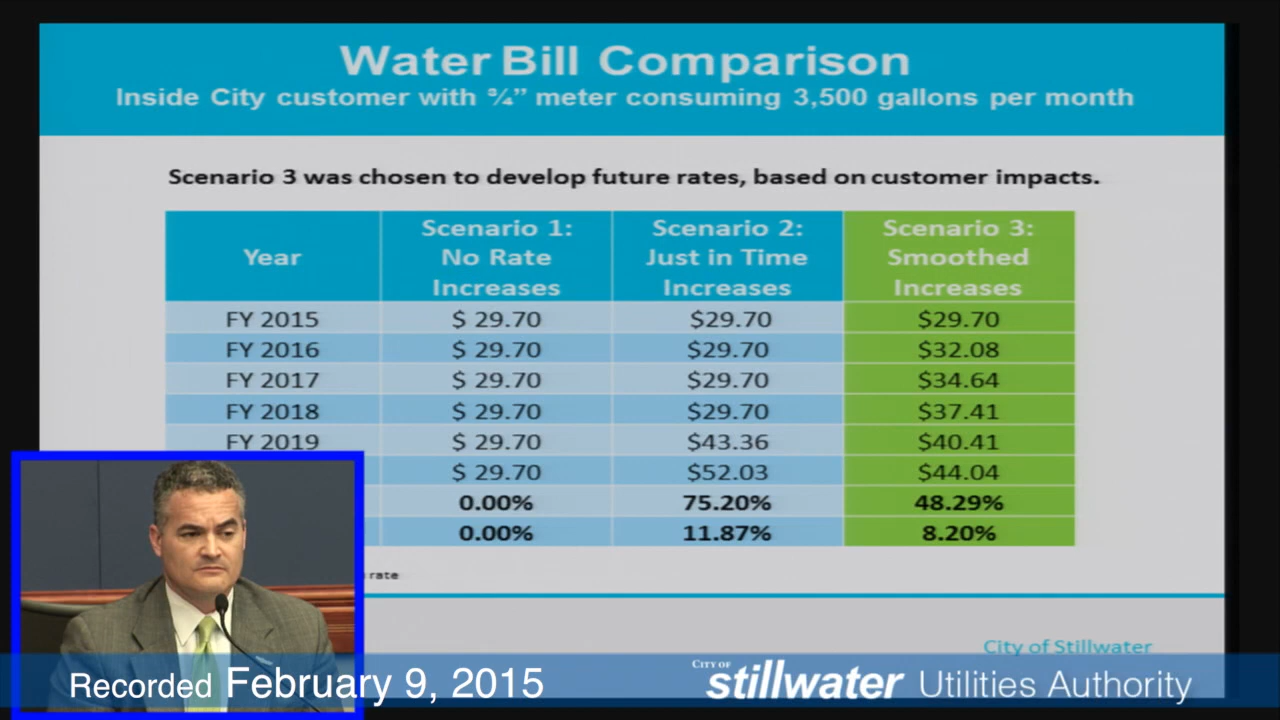 Water Bill Comparison
Inside City customer with ¾” meter consuming 3,500 gallons per month
Scenario 3 was chosen to develop future rates, based on customer impacts.
Year Scenario 1: No Rate Increases Scenario 2: Just in Time Increases Scenario 3: Smoothed Increases
FY 2015 $ 29.70 $29.70 $29.70
FY 2016 $ 29.70 $29.70 $32.08
FY 2017 $ 29.70 $29.70 $34.64
FY 2018 $ 29.70 $29.70 $37.41
FY 2019 $ 29.70 $43.36 $40.41
$ 29.70 $52.03 $44.04
0.00% 75.20% 48.29%
0.00% 11.87% 8.20%
rate
City of Stillwater
Recorded February 9, 2015
CITY OF stillwater Utilities Authority